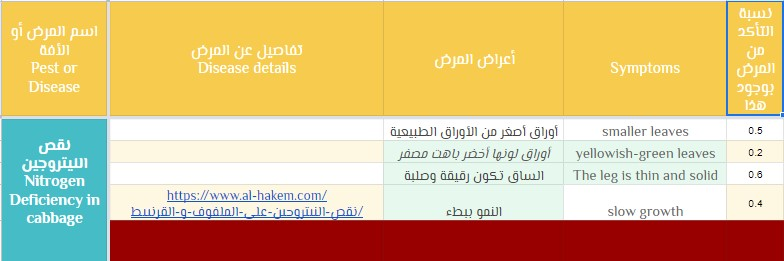 اسم المرض أو
الآفة
Pest or
Disease
تفاصيل عن المرض
Disease details
أعراض المرض
Symptoms
نسبة
التأكد
من
المرض
بوجود
هذا
نقص
النيتروجين
Nitrogen
Deficiency in
cabbage
أوراق أصغر من الأوراق الطبيعية
smaller leaves
0.5
أوراق لونها أخضر باهت مصفر
yellowish-green leaves
0.2
الساق تكون رقيقة وصلبة
The leg is thin and solid
0.6
https://www.al-hakem.com/
نقص-النيتروجين-على-الملفوف-و-القرنبيط/
النمو ببطء
slow growth
0.4